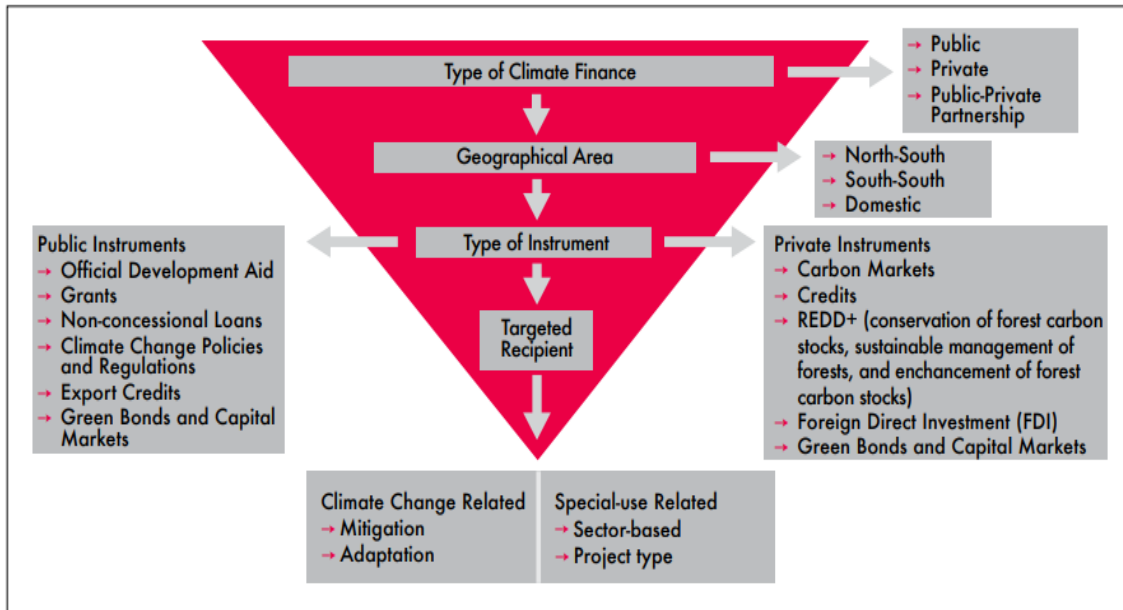 Type of Climate Finance
→ Public
→ Private
→ Public-Private
Partnership
Geographical Area
→ North-South
→ South-South
→ Domestic
Type of Instrument
Public Instruments
→ Official Development Aid
→ Grants
→ Non-concessional Loans
→ Climate Change Policies
and Regulations
→ Export Credits
→ Green Bonds and Capital
Markets
Private Instruments
→ Carbon Markets
→ Credits
→ REDD+ (conservation of forest carbon
stocks, sustainable management of
forests, and enchancement of forest
carbon stocks)
→ Foreign Direct Investment (FDI)
→ Green Bonds and Capital Markets
Targeted
Recipient
Climate Change Related
→ Mitigation
→ Adaptation
Special-use Related
→ Sector-based
→ Project type